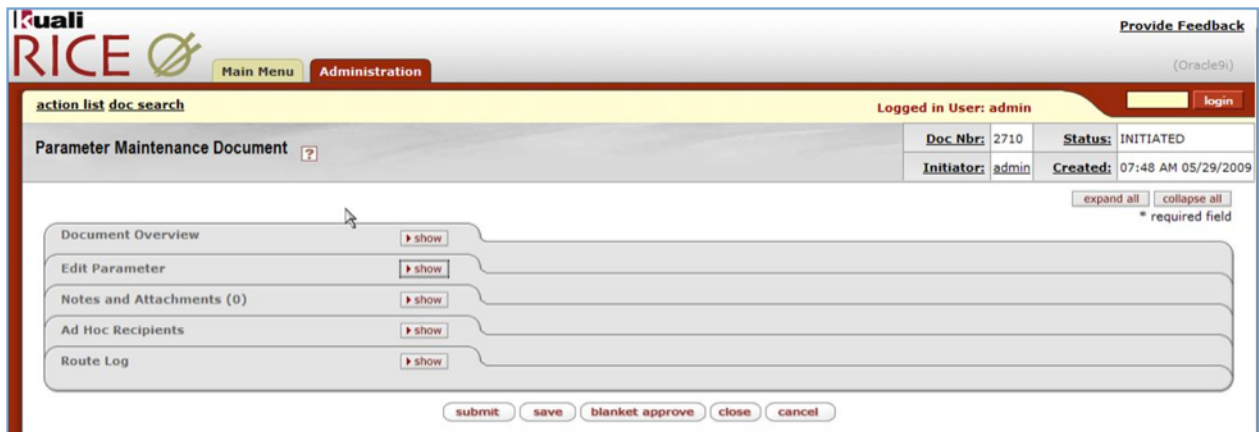 kuali
RICE
Provide Feedback
(Oracle9i)
Main Menu Administration
action list doc search
Logged in User: admin
login
Parameter Maintenance Document ?
Doc Nbr: 2710 Status: INITIATED
Initiator: admin Created: 07:48 AM 05/29/2009
expand all collapse all
* required field
Document Overview show
Edit Parameter show
Notes and Attachments (0) show
Ad Hoc Recipients show
Route Log show
submit save blanket approve close cancel